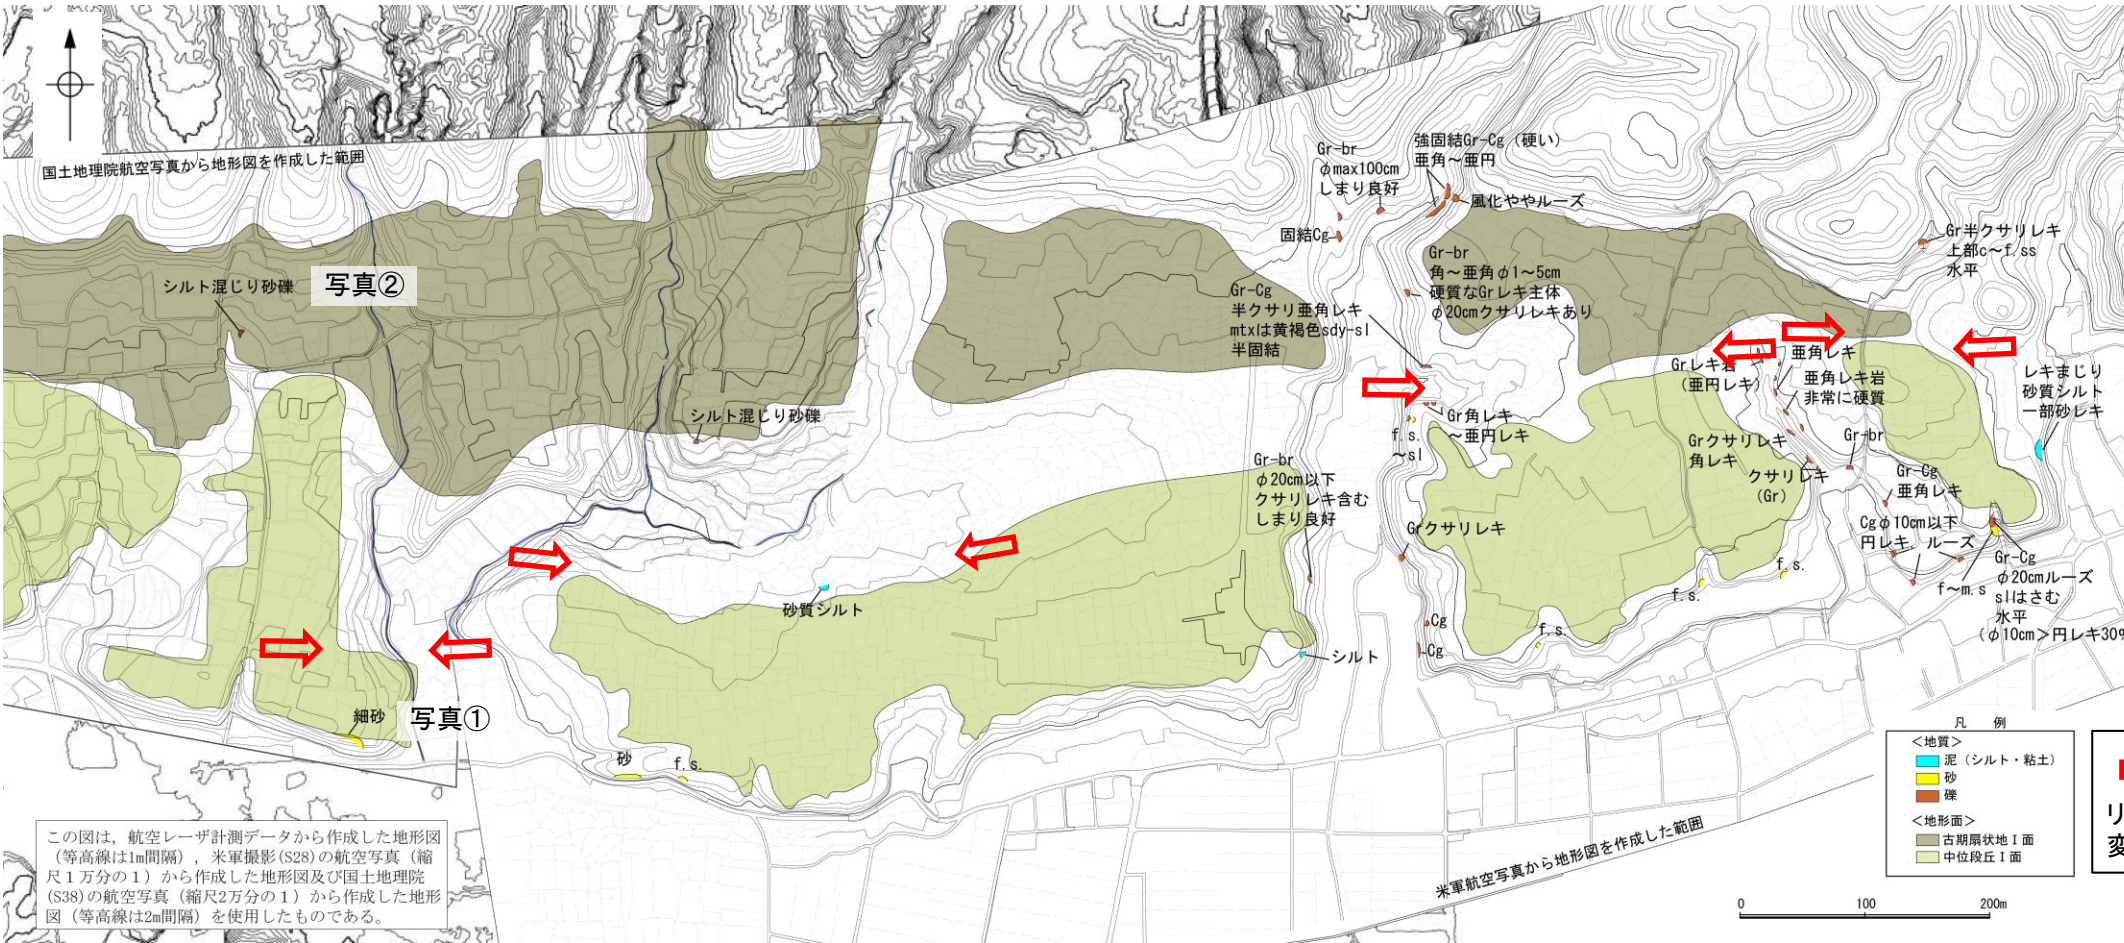 国土地理院航空写真から地形図を作成した範囲
シルト混じり砂礫
写真②
シルト混じり砂礫
Gr-br
φmax100cm
しまり良好
強固結Gr-Cg（硬い）
亜角～亜円
風化ややルーズ
固結Cg
Gr-br
角～亜角φ1～5cm
硬質なGrレキ主体
φ20cmクサリレキあり
Gr-Cg
半クサリ亜角レキ
mtxは黄褐色sdy-sl
半固結
Gr半クサリレキ
上部c～f.ss
水平
Grレキ岩
（亜円レキ）
亜角レキ
亜角レキ岩
非常に硬質
レキまじり
砂質シルト
一部砂レキ
Gr角レキ
～亜円レキ
f.s.
～sl
Gr-br
φ20cm以下
クサリレキ含む
しまり良好
Grクサリレキ
角レキ
クサリレキ
（Gr）
Gr-br
Gr-Cg
亜角レキ
Grクサリレキ
Cgφ10cm以下
円レキ ルーズ
Gr-Cg
φ20cmルーズ
slはさむ
水平
（φ10cm＞円レキ30%
f～m.s
f.s.
f.s.
f.s.
Cg
Cg
シルト
砂質シルト
細砂
写真①
砂
f.s.
米軍航空写真から地形図を作成した範囲
この図は，航空レーザ計測データから作成した地形図
（等高線は1m間隔），米軍撮影(S28)の航空写真（縮
尺１万分の１）から作成した地形図及び国土地理院
(S38)の航空写真（縮尺2万分の１）から作成した地形
図（等高線は2m間隔）を使用したものである。
凡 例
＜地質＞
泥（シルト・粘土）
砂
礫
＜地形面＞
古期扇状地Ⅰ面
中位段丘Ⅰ面
リ
変
0 100 200m